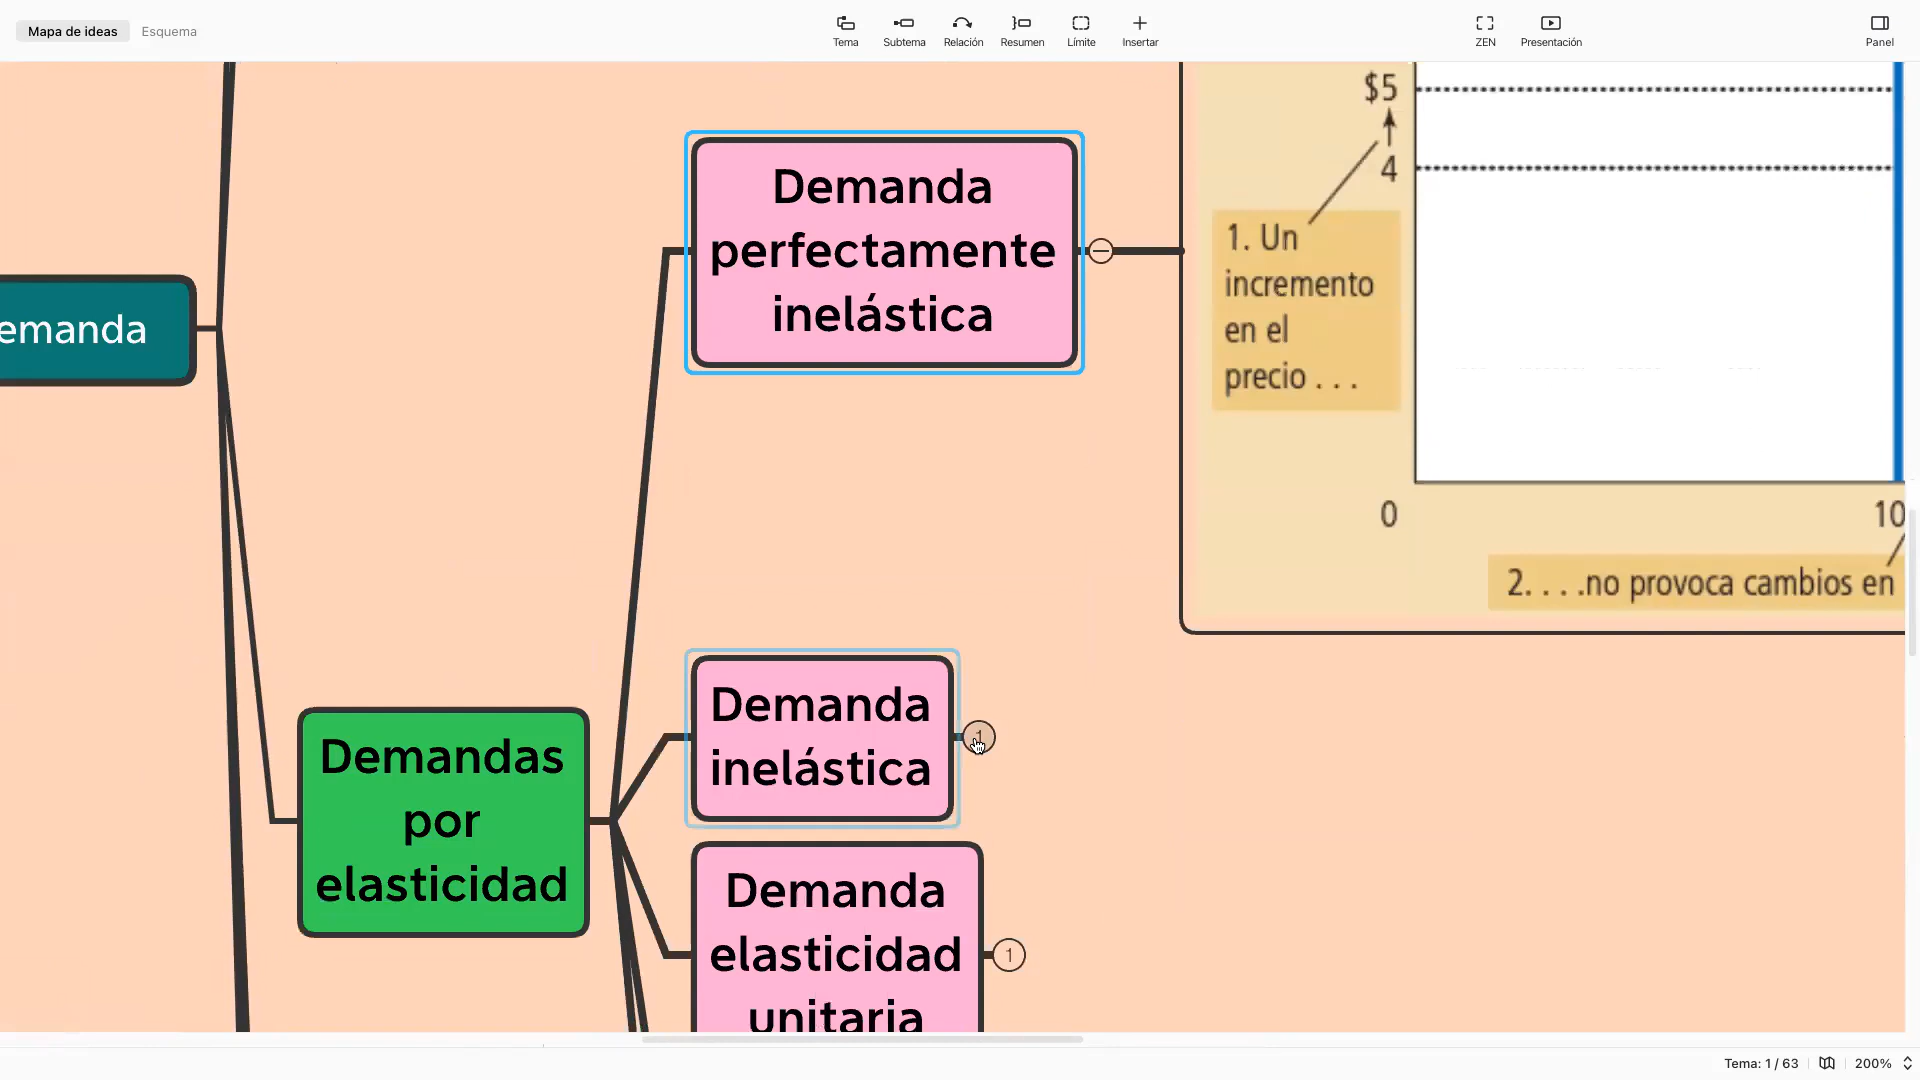 Mapa de ideas
Esquema
Tema
Subtema
Relación
Resumen
Límite
Insertar
ZEN
Presentación
Panel
emanda
Demanda
perfectamente
inelástica
$5
4
1. Un
incremento
en el
precio . . .
0
10
2. . . .no provoca cambios en
Demandas
por
elasticidad
Demanda
inelástica
1
Demanda
elasticidad
unitaria
1
Tema: 1 / 63
200%